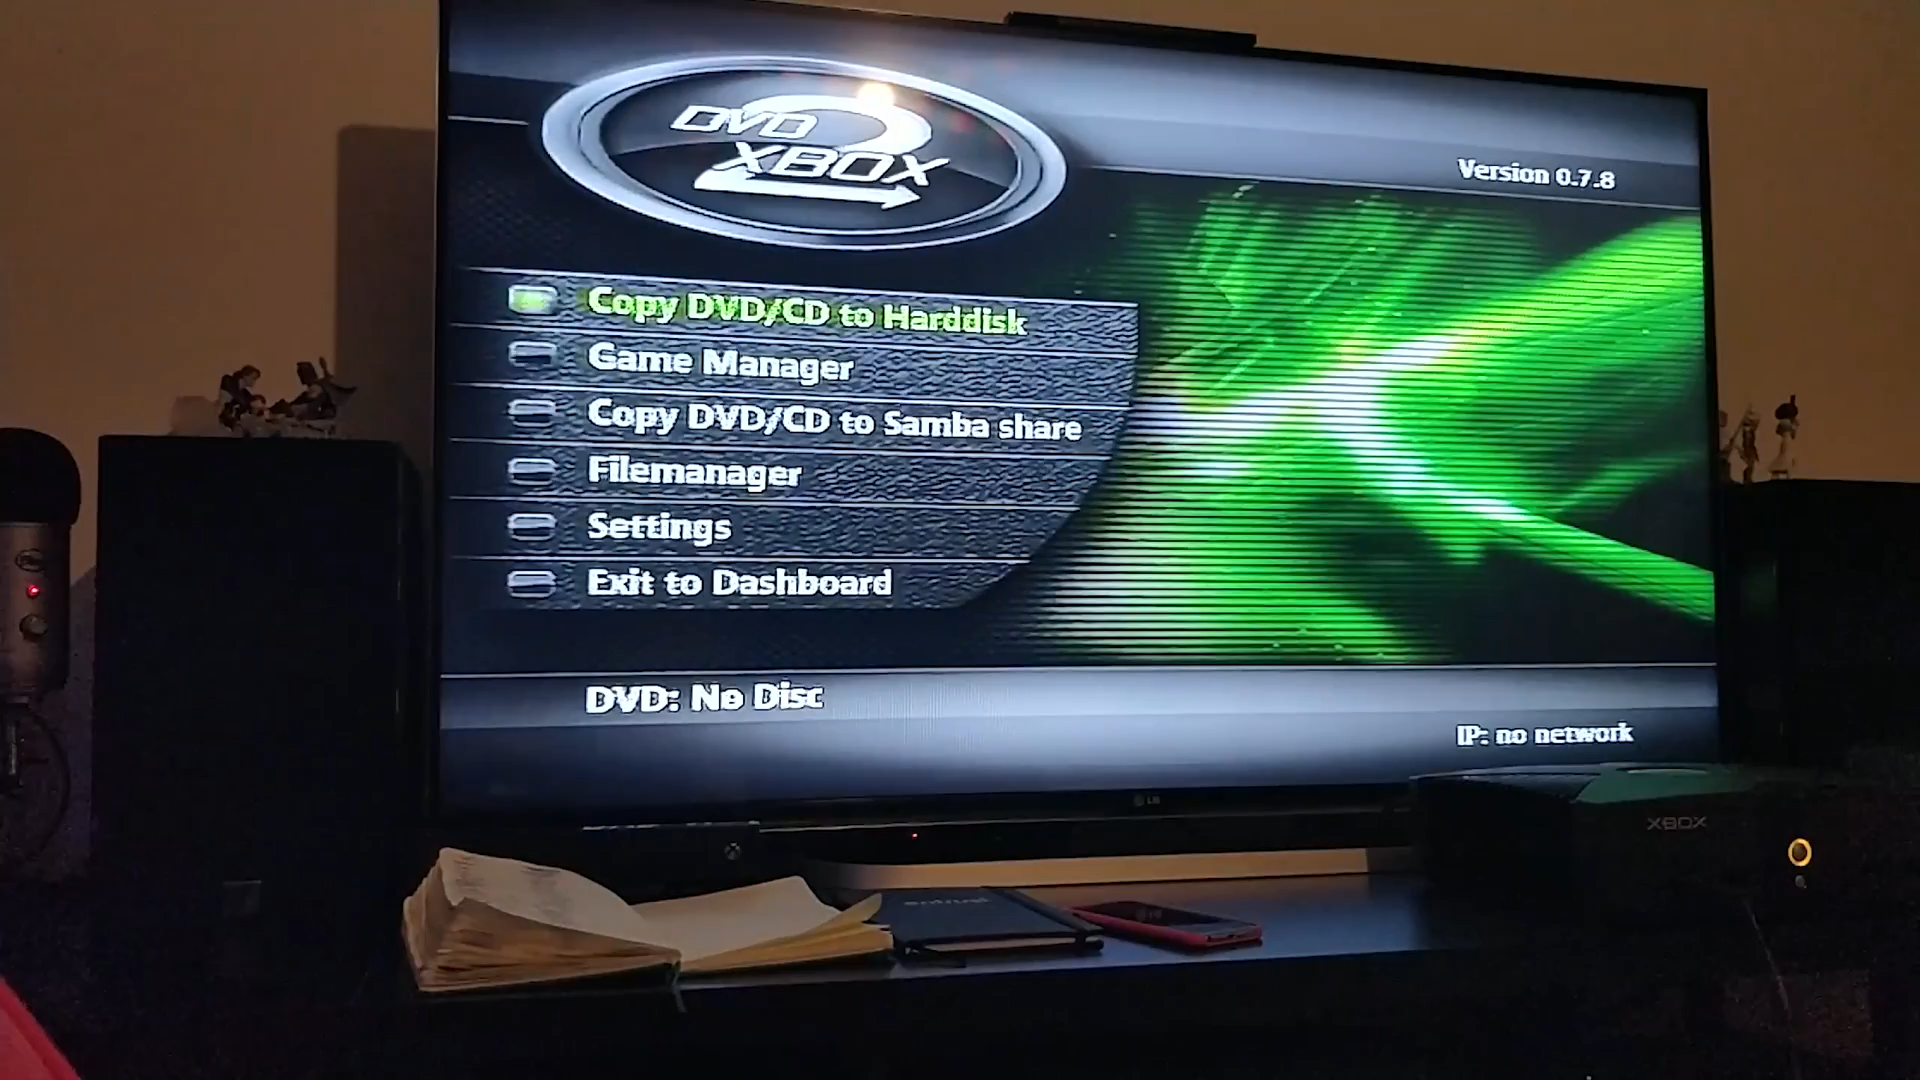 DVD
2
XBOX
Version 0.7.8
Copy DVD/CD to Harddisk
Game Manager
Copy DVD/CD to Samba share
Filemanager
Settings
Exit to Dashboard
DVD: No Disc
IP: no network
LG
XBOX